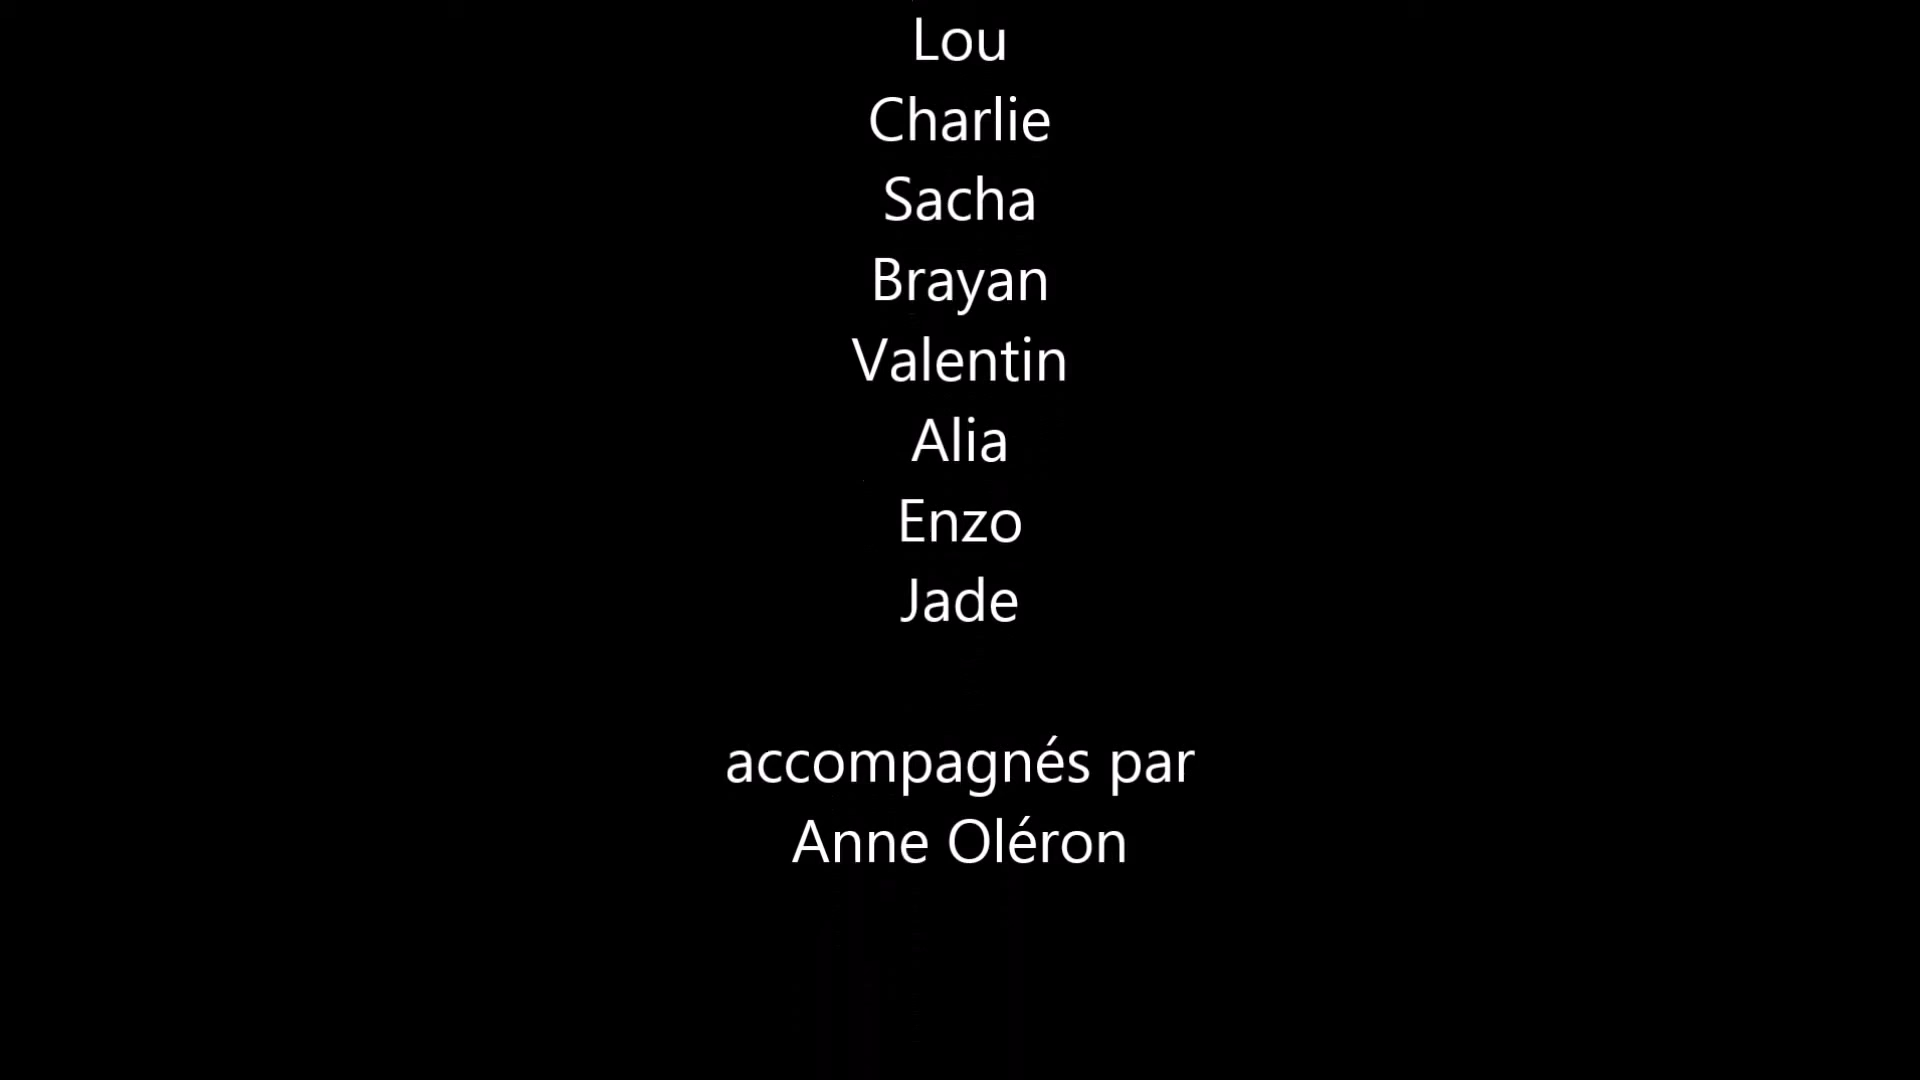 Lou
Charlie
Sacha
Brayan
Valentin
Alia
Enzo
Jade
accompagnés par
Anne Oléron